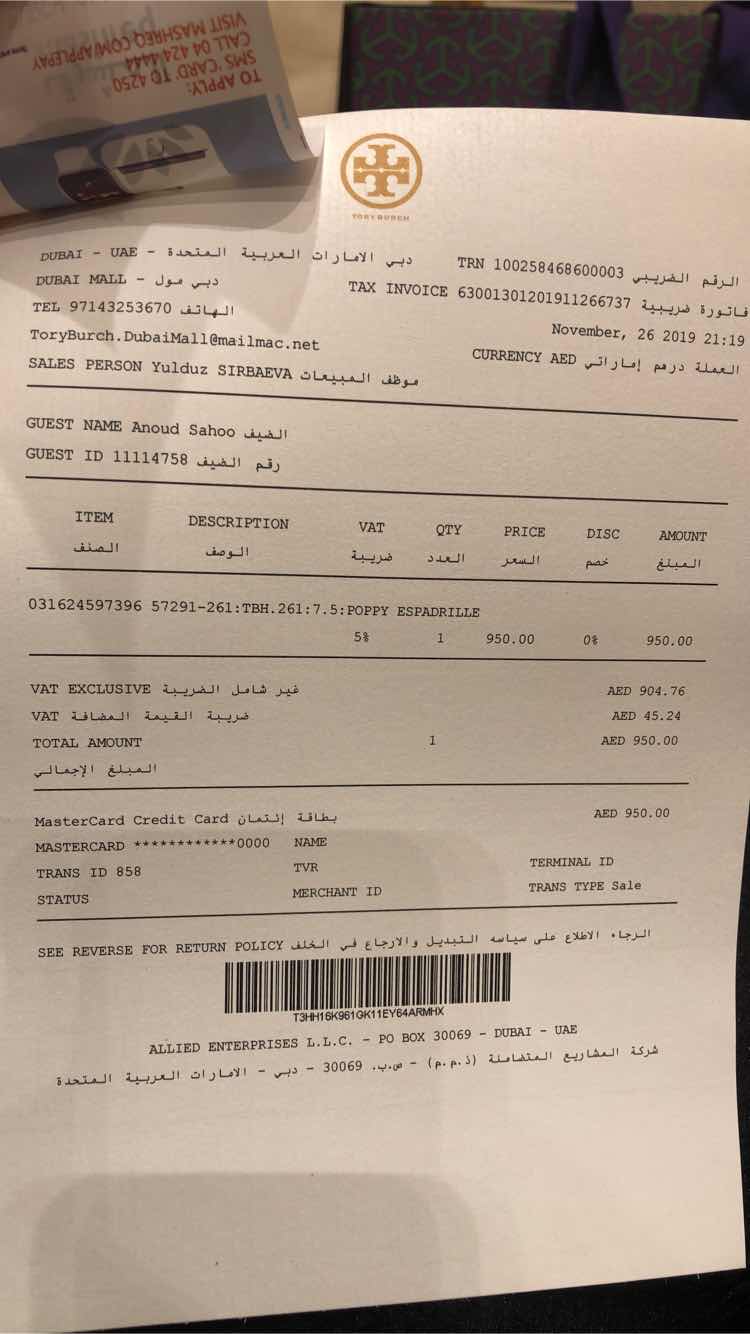 TO APPLY:
SMS 'CARD' TO 4250
CALL 04 424 4444
VISIT MASHREQ.COM/APPLEPAY
TORY BURCH
DUBAI - UAE - دبي الامارات العربية المتحدة
TRN 100258468600003 الرقم الضريبي
DUBAI MALL - دبي مول
TAX INVOICE 63001301201911266737 فاتورة ضريبية
TEL 97143253670 الهاتف
November, 26 2019 21:19
ToryBurch.DubaiMall@mailmac.net
CURRENCY AED العملة درهم إماراتي
SALES PERSON Yulduz SIRBAEVA موظف المبيعات
GUEST NAME Anoud Sahoo الضيف
GUEST ID 11114758 رقم الضيف
ITEM DESCRIPTION VAT QTY PRICE DISC AMOUNT
الصنف الوصف ضريبة العدد السعر خصم المبلغ
031624597396 57291-261:TBH.261:7.5:POPPY ESPADRILLE
5% 1 950.00 0% 950.00
VAT EXCLUSIVE غير شامل الضريبة AED 904.76
VAT ضريبة القيمة المضافة AED 45.24
TOTAL AMOUNT 1 AED 950.00
المبلغ الإجمالي
MasterCard Credit Card بطاقة إئتمان AED 950.00
MASTERCARD ************0000 NAME
TRANS ID 858 TVR TERMINAL ID
STATUS MERCHANT ID TRANS TYPE Sale
SEE REVERSE FOR RETURN POLICY الرجاء الاطلاع على سياسه التبديل والارجاع في الخلف
T3HH16K961GK11EY64ARMHX
ALLIED ENTERPRISES L.L.C. - PO BOX 30069 - DUBAI - UAE
شركة المشاريع المتضامنة (ذ.م.م) - ص.ب. 30069 - دبي - الامارات العربية المتحدة